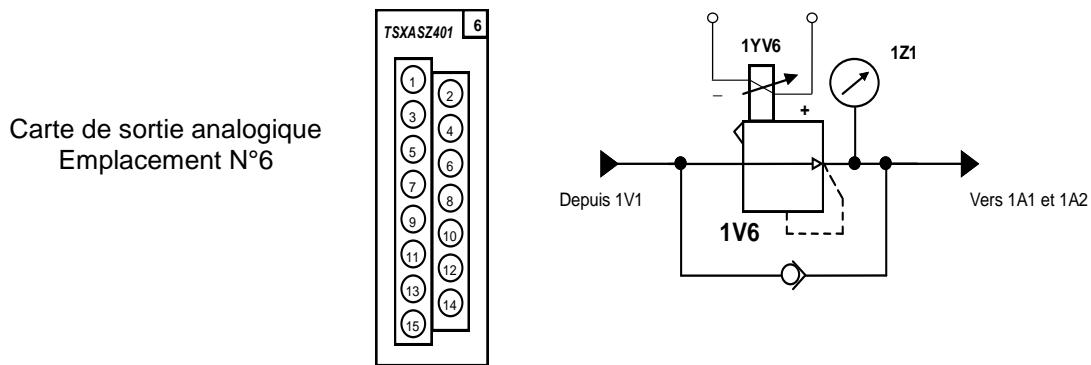 Carte de sortie analogique
Emplacement N°6
TSXASZ401 6
1
2
3
4
5
6
7
8
9
10
11
12
13
14
15
1YV6
1Z1
–
+
Depuis 1V1
Vers 1A1 et 1A2
1V6